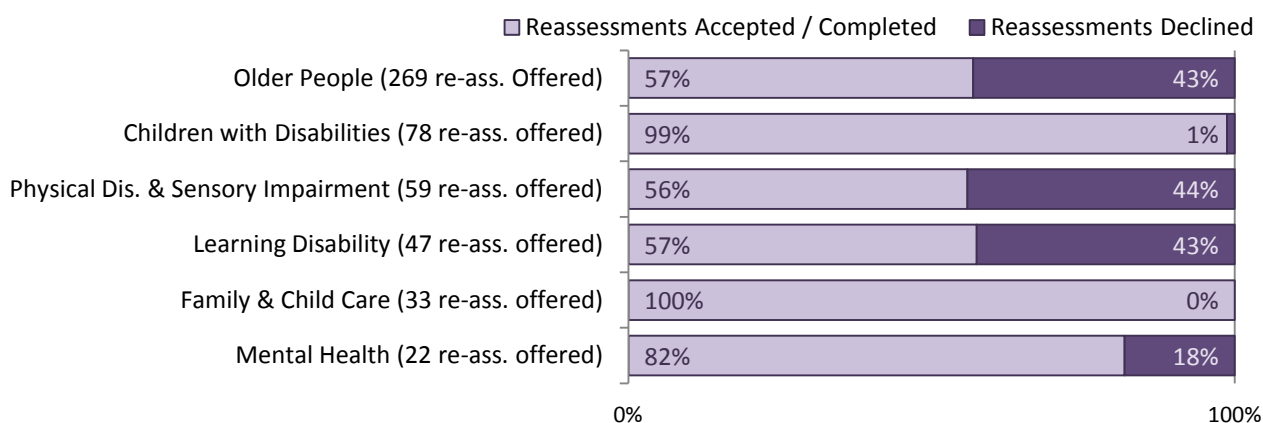 Reassessments Accepted / Completed Reassessments Declined
Older People (269 re-ass. Offered) 57% 43%
Children with Disabilities (78 re-ass. offered) 99% 1%
Physical Dis. & Sensory Impairment (59 re-ass. offered) 56% 44%
Learning Disability (47 re-ass. offered) 57% 43%
Family & Child Care (33 re-ass. offered) 100% 0%
Mental Health (22 re-ass. offered) 82% 18%
0% 100%